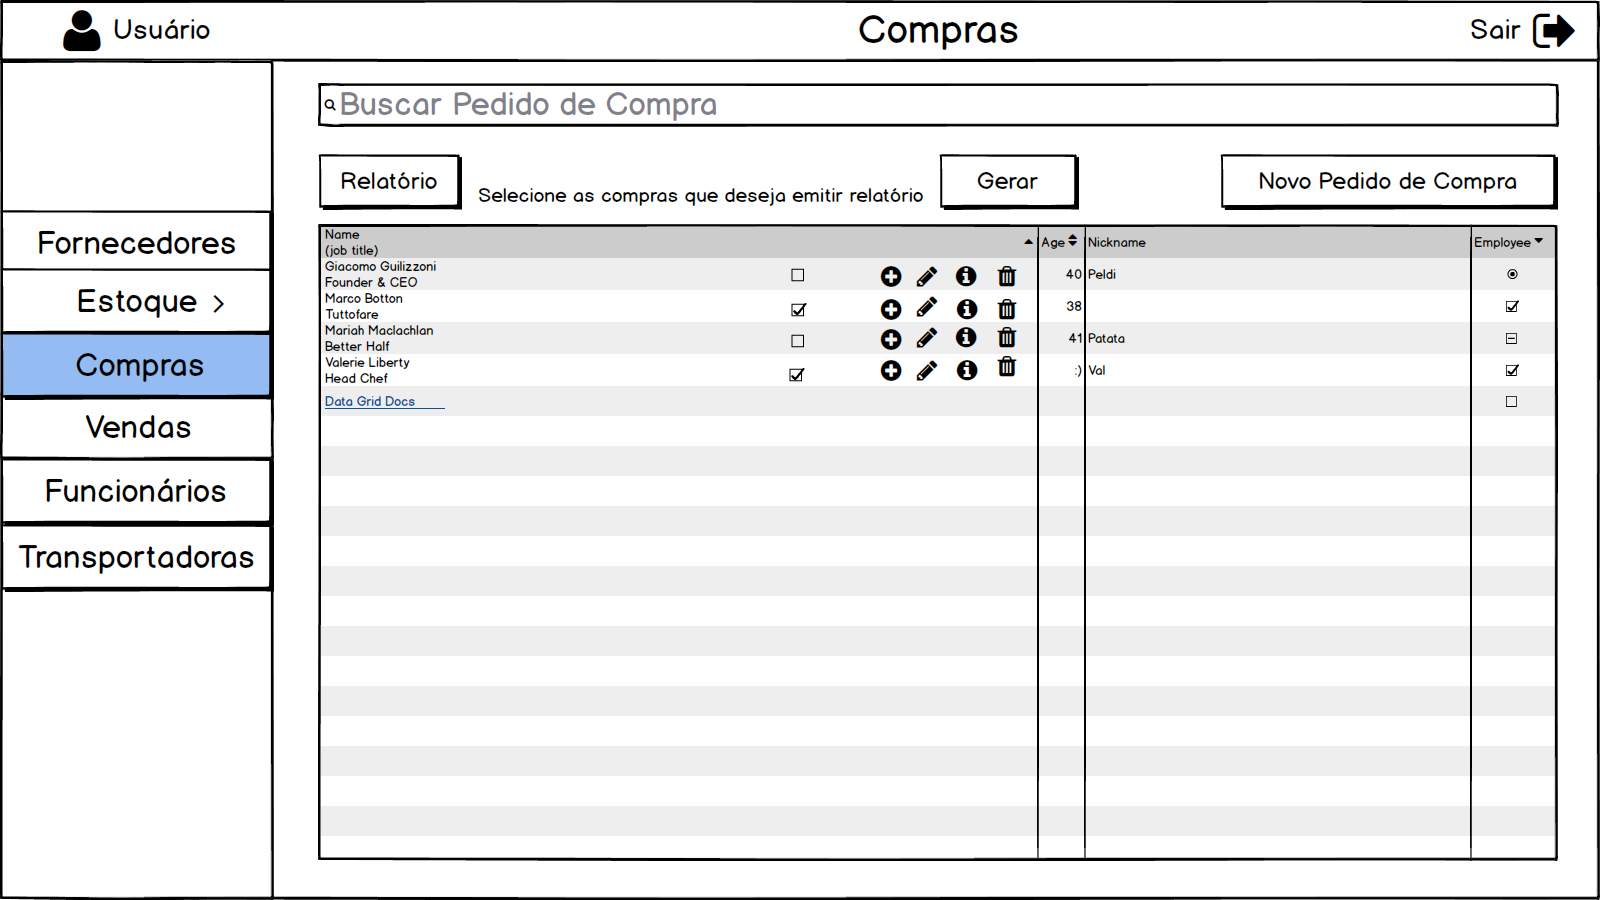 Usuário
Compras
Sair
Buscar Pedido de Compra
Relatório
Selecione as compras que deseja emitir relatório
Gerar
Novo Pedido de Compra
Fornecedores
Estoque >
Compras
Vendas
Funcionários
Transportadoras
Name
(job title)
Age
Nickname
Employee
Giacomo Guilizzoni
Founder & CEO
40
Peldi
Marco Botton
Tuttofare
38
Mariah Maclachlan
Better Half
41
Patata
Valerie Liberty
Head Chef
:)
Val
Data Grid Docs